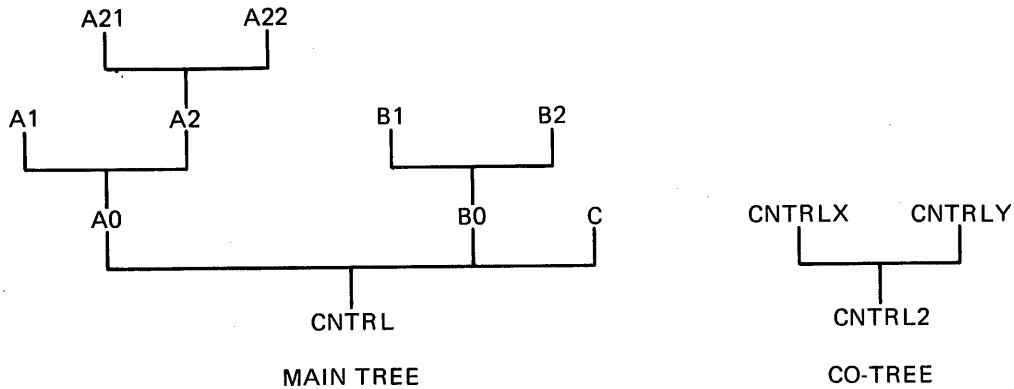 A21 A22
A1 A2 B1 B2
A0 B0 C CNTRLX CNTRLY
CNTRL CNTRL2
MAIN TREE CO-TREE